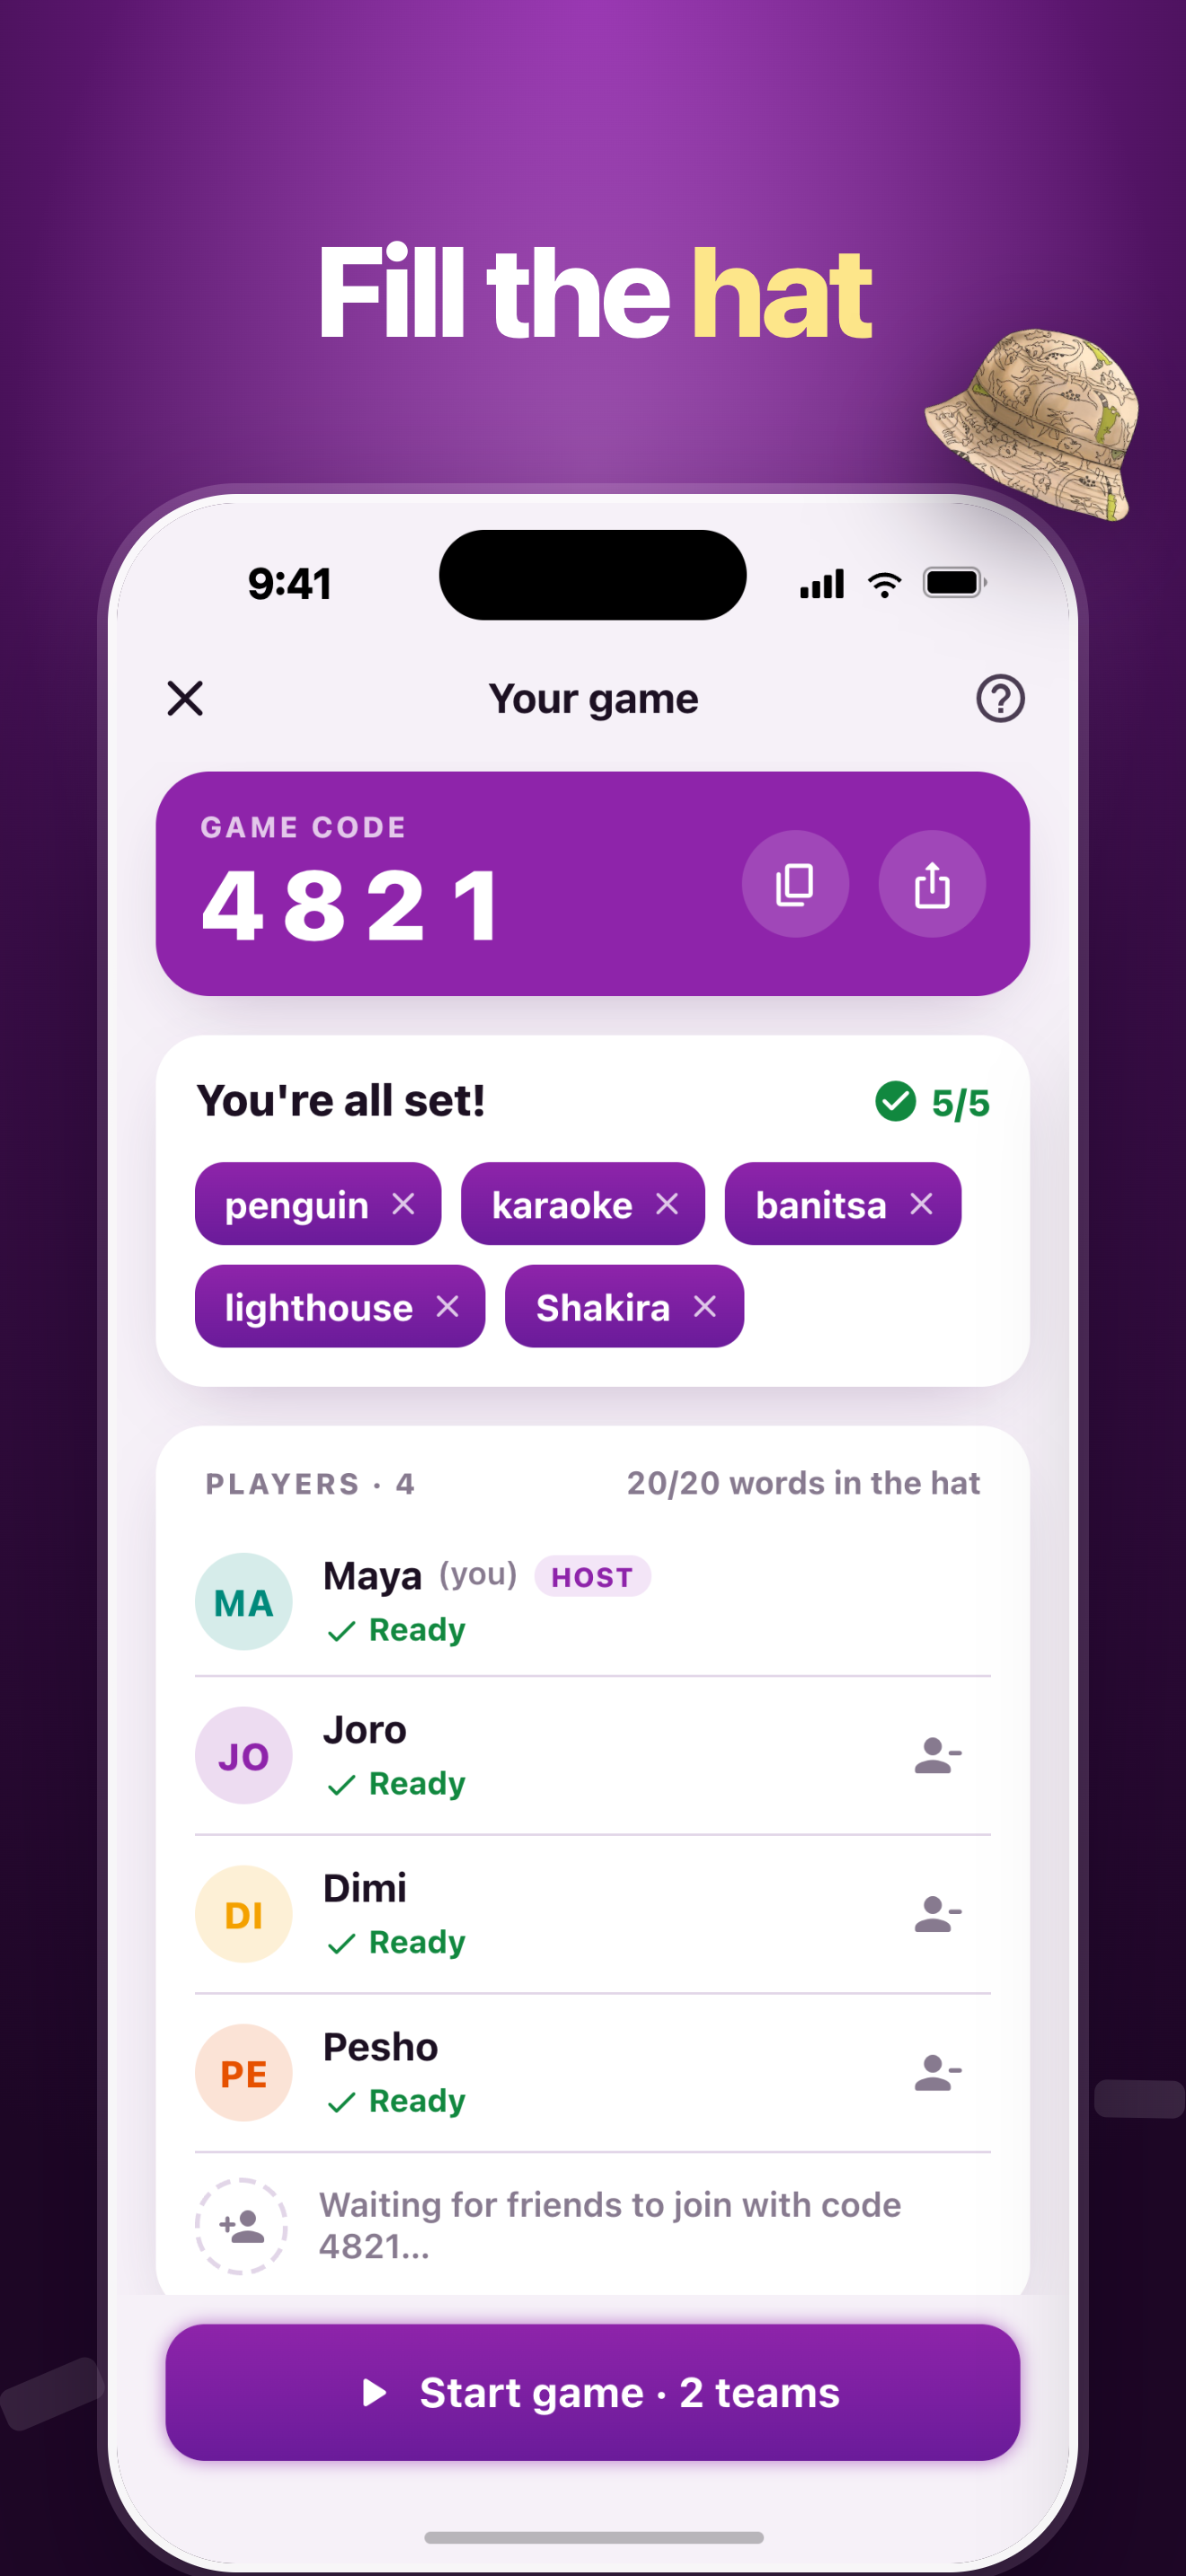 Fill the hat
9:41
Your game
GAME CODE
4821
You're all set!
5/5
penguin
karaoke
banitsa
lighthouse
Shakira
PLAYERS · 4
20/20 words in the hat
MA
Maya (you) HOST
Ready
JO
Joro
Ready
DI
Dimi
Ready
PE
Pesho
Ready
Waiting for friends to join with code
4821...
Start game · 2 teams